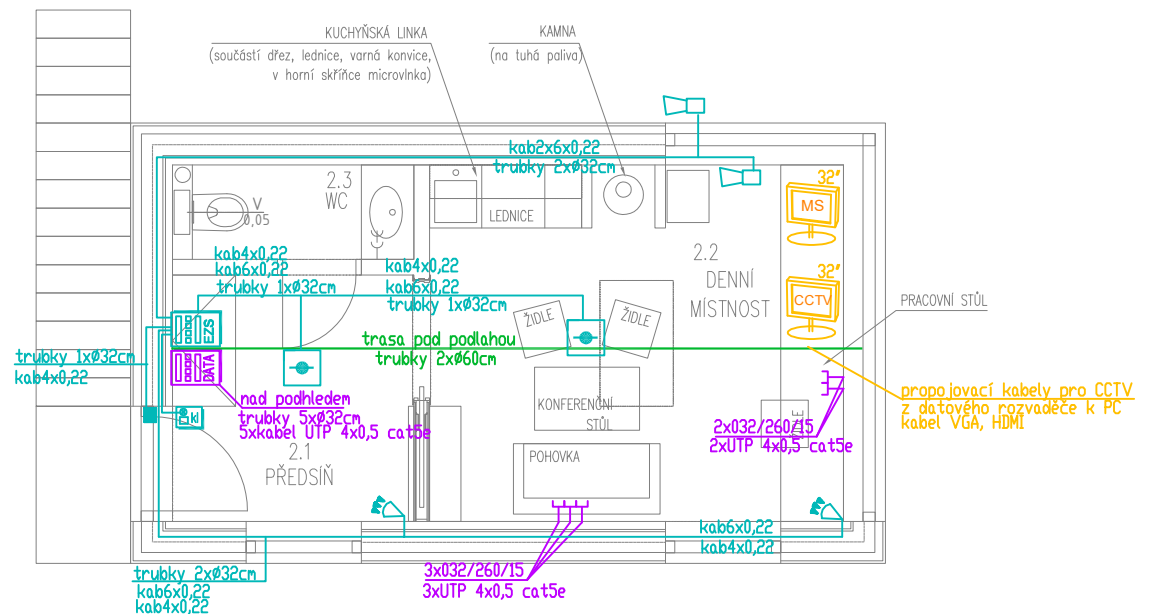 KUCHYŇSKÁ LINKA
(součástí dřez, lednice, varná konvice,
v horní skříňce microvlnka)
KAMNA
(na tuhá paliva)
kab2x6x0,22
trubky 2xø32cm
2.3
WC
V
0,05
LEDNICE
32"
MS
2.2
DENNÍ
MÍSTNOST
kab4x0,22
kab6x0,22
trubky 1xø32cm
kab4x0,22
kab6x0,22
trubky 1xø32cm
32"
CCTV
PRACOVNÍ STŮL
ŽIDLE
ŽIDLE
EZS
trasa pod podlahou
trubky 2xø60cm
trubky 1xø32cm
kab4x0,22
DATA
nad podhledem
trubky 5xø32cm
5xkabel UTP 4x0,5 cat5e
kl
KONFERENČNÍ
STŮL
propojovací kabely pro CCTV
z datového rozvaděče k PC
kabel VGA, HDMI
2x032/260/15
2xUTP 4x0,5 cat5e
ŽIDLE
2.1
PŘEDSÍŇ
POHOVKA
kab6x0,22
kab4x0,22
trubky 2xø32cm
kab6x0,22
kab4x0,22
3x032/260/15
3xUTP 4x0,5 cat5e